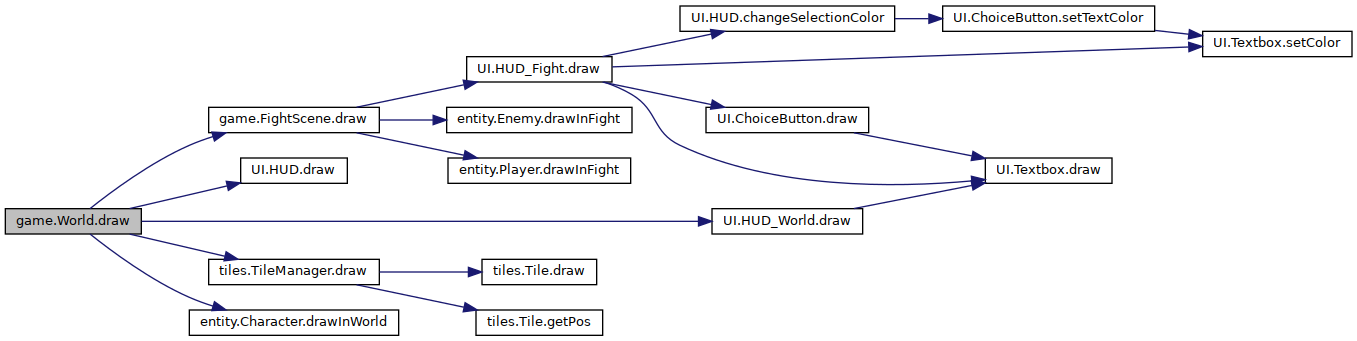 UI.HUD.changeSelectionColor
UI.ChoiceButton.setTextColor
UI.Textbox.setColor
UI.HUD_Fight.draw
game.FightScene.draw
entity.Enemy.drawInFight
UI.ChoiceButton.draw
UI.HUD.draw
entity.Player.drawInFight
UI.Textbox.draw
game.World.draw
UI.HUD_World.draw
tiles.TileManager.draw
tiles.Tile.draw
entity.Character.drawInWorld
tiles.Tile.getPos